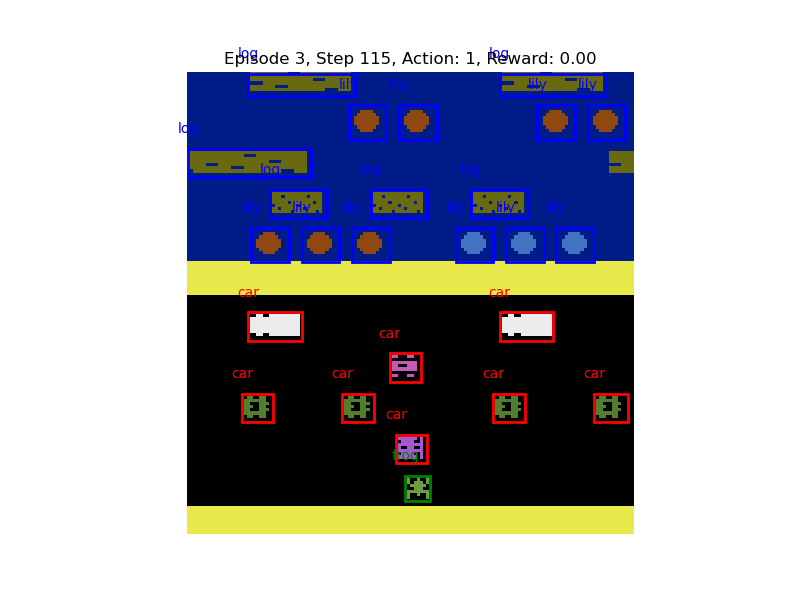 log log
Episode 3, Step 115, Action: 1, Reward: 0.00
lily lily lily lily
log
log log log
lily lily lily lily lily lily
car car
car
car car car car
car
frog